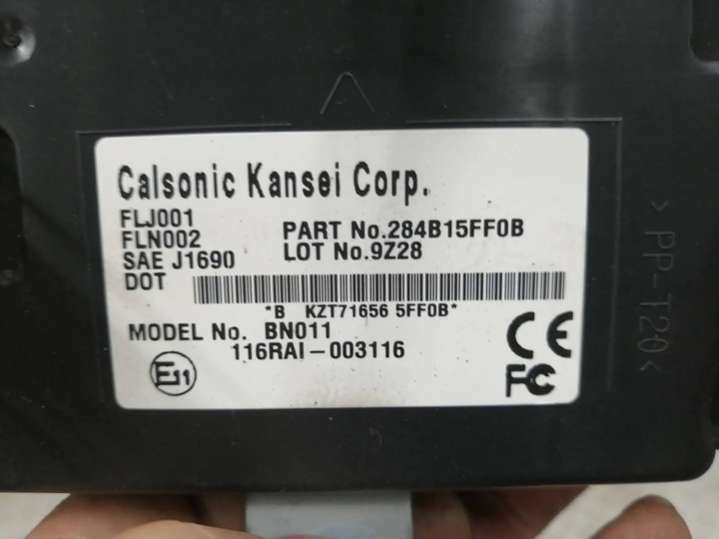 Calsonic Kansei Corp.
FLJ001
FLN002 PART No.284B15FF0B
SAE J1690 LOT No.9Z28
DOT
*B KZT71656 5FF0B*
MODEL No. BN011
116RAI-003116
E11
CE
FC
>PP-T20<